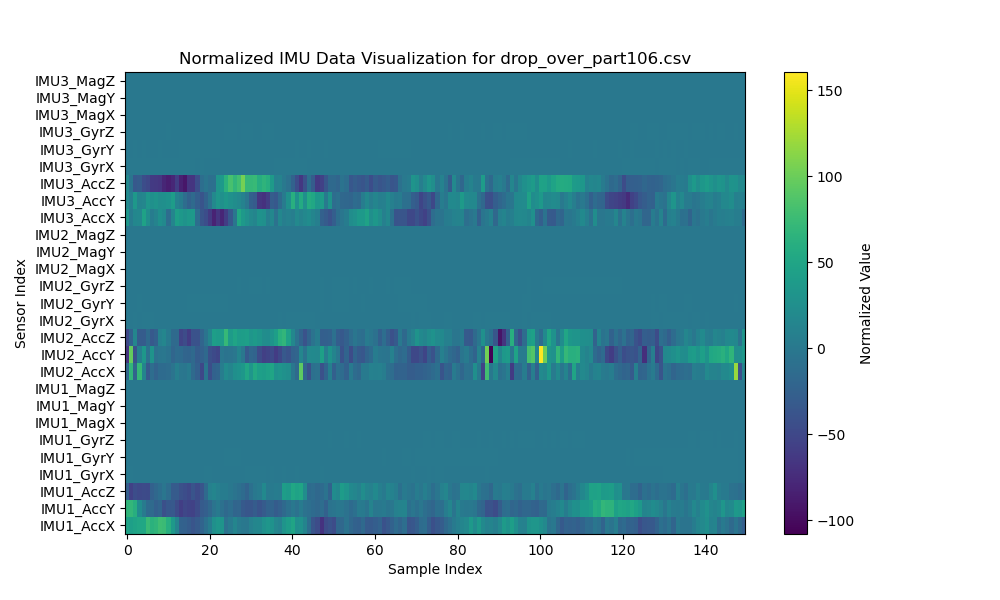 Normalized IMU Data Visualization for drop_over_part106.csv
IMU3_MagZ
IMU3_MagY
IMU3_MagX
IMU3_GyrZ
IMU3_GyrY
IMU3_GyrX
IMU3_AccZ
IMU3_AccY
IMU3_AccX
IMU2_MagZ
IMU2_MagY
IMU2_MagX
IMU2_GyrZ
IMU2_GyrY
IMU2_GyrX
IMU2_AccZ
IMU2_AccY
IMU2_AccX
IMU1_MagZ
IMU1_MagY
IMU1_MagX
IMU1_GyrZ
IMU1_GyrY
IMU1_GyrX
IMU1_AccZ
IMU1_AccY
IMU1_AccX
Sensor Index
0 20 40 60 80 100 120 140
Sample Index
150
100
50
0
−50
−100
Normalized Value